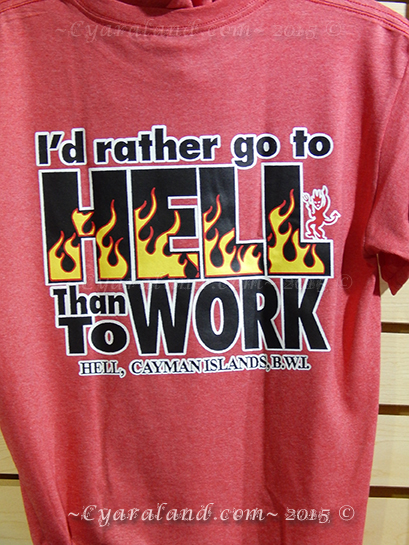 ~Cyaraland.com~ 2015 ©
I'd rather go to
HELL
Than
To WORK
HELL, CAYMAN ISLANDS, B.W.I.
~Cyaraland.com~ 2015 ©